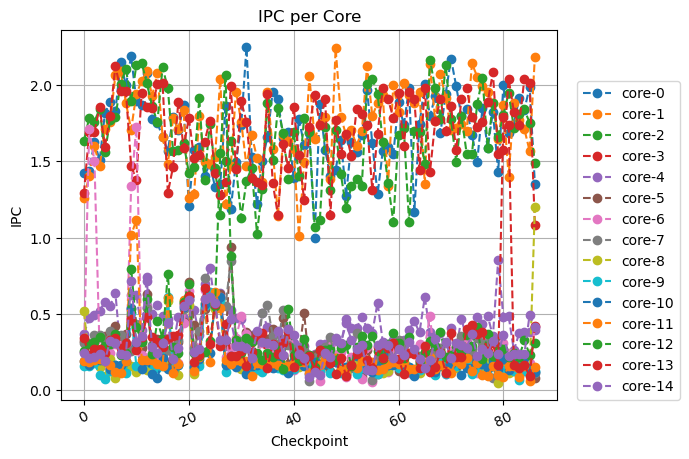 IPC per Core
IPC
2.0
1.5
1.0
0.5
0.0
0
20
40
60
80
Checkpoint
core-0
core-1
core-2
core-3
core-4
core-5
core-6
core-7
core-8
core-9
core-10
core-11
core-12
core-13
core-14